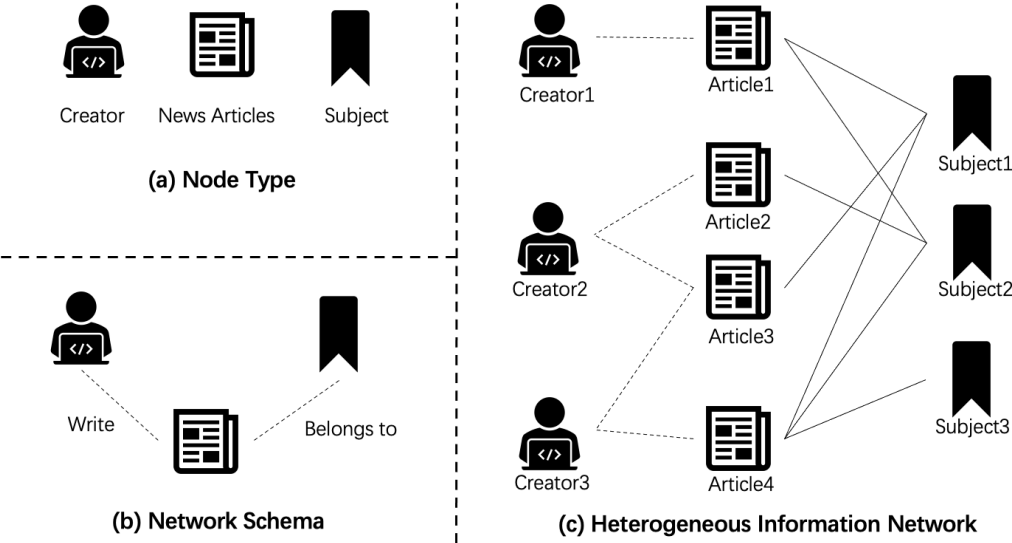 Creator
News Articles
Subject
(a) Node Type
Write
Belongs to
(b) Network Schema
Creator1
Article1
Subject1
Article2
Creator2
Subject2
Article3
Subject3
Creator3
Article4
(c) Heterogeneous Information Network